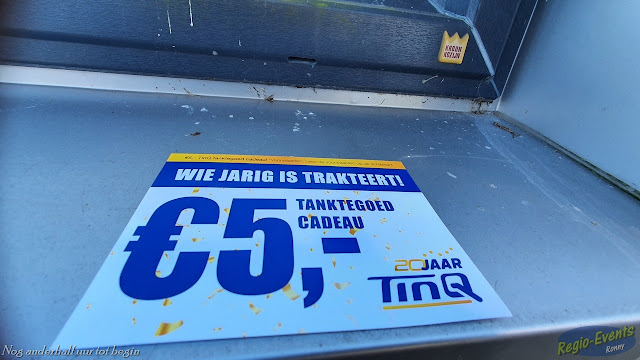 KROON
KOZIJN
WIE JARIG IS TRAKTEERT!
€5,-
TANKTEGOED
CADEAU
20JAAR
TinQ
Nog anderhalf uur tot begin
Regio-Events
Ronny